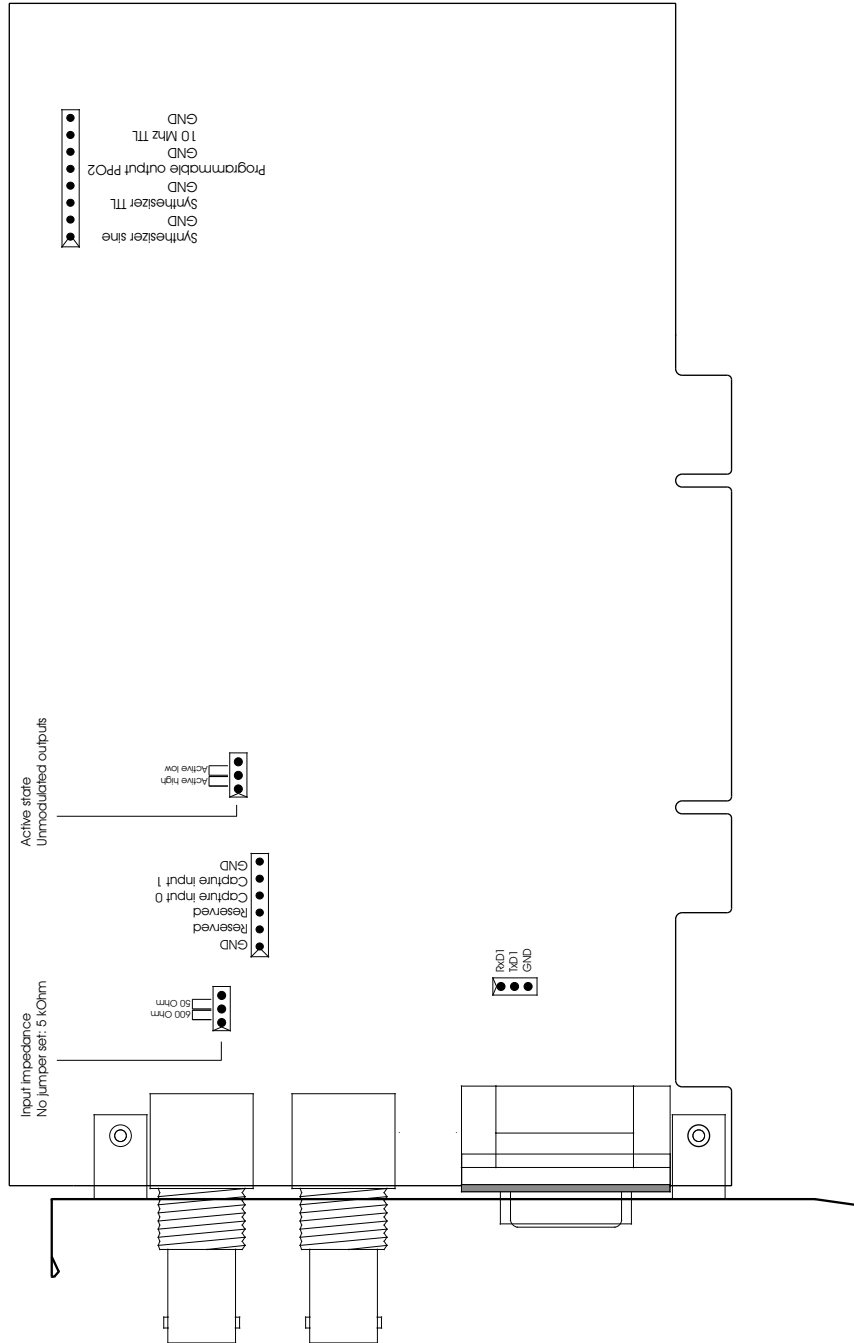 GND
10 Mhz TTL
GND
Programmable output PPO2
GND
Synthesizer TTL
GND
Synthesizer sine
Active state
Unmodulated outputs
Active low
Active high
GND
Capture input 1
Capture input 0
Reserved
Reserved
GND
RxD1
TxD1
GND
Input impedance
No jumper set: 5 kOhm
50 Ohm
600 Ohm